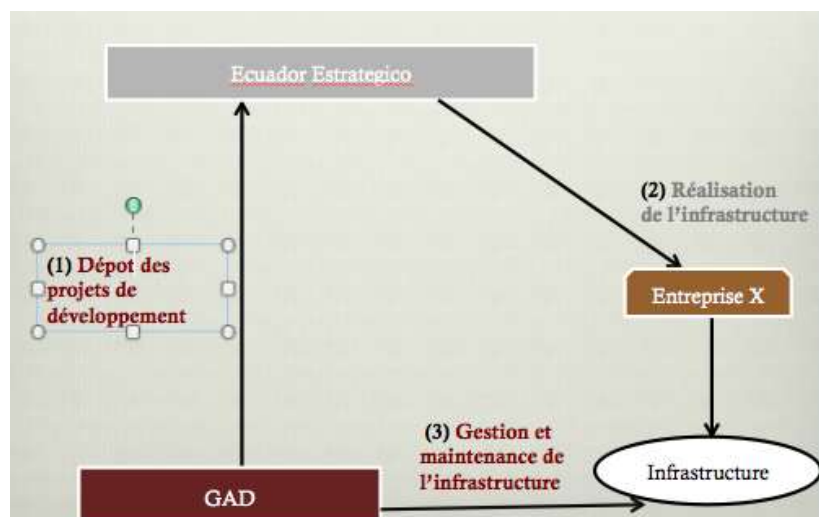 Ecuador Estrategico
(2) Réalisation
de l'infrastructure
(1) Dépot des
projets de
développement
Entreprise X
(3) Gestion et
maintenance de
l'infrastructure
Infrastructure
GAD